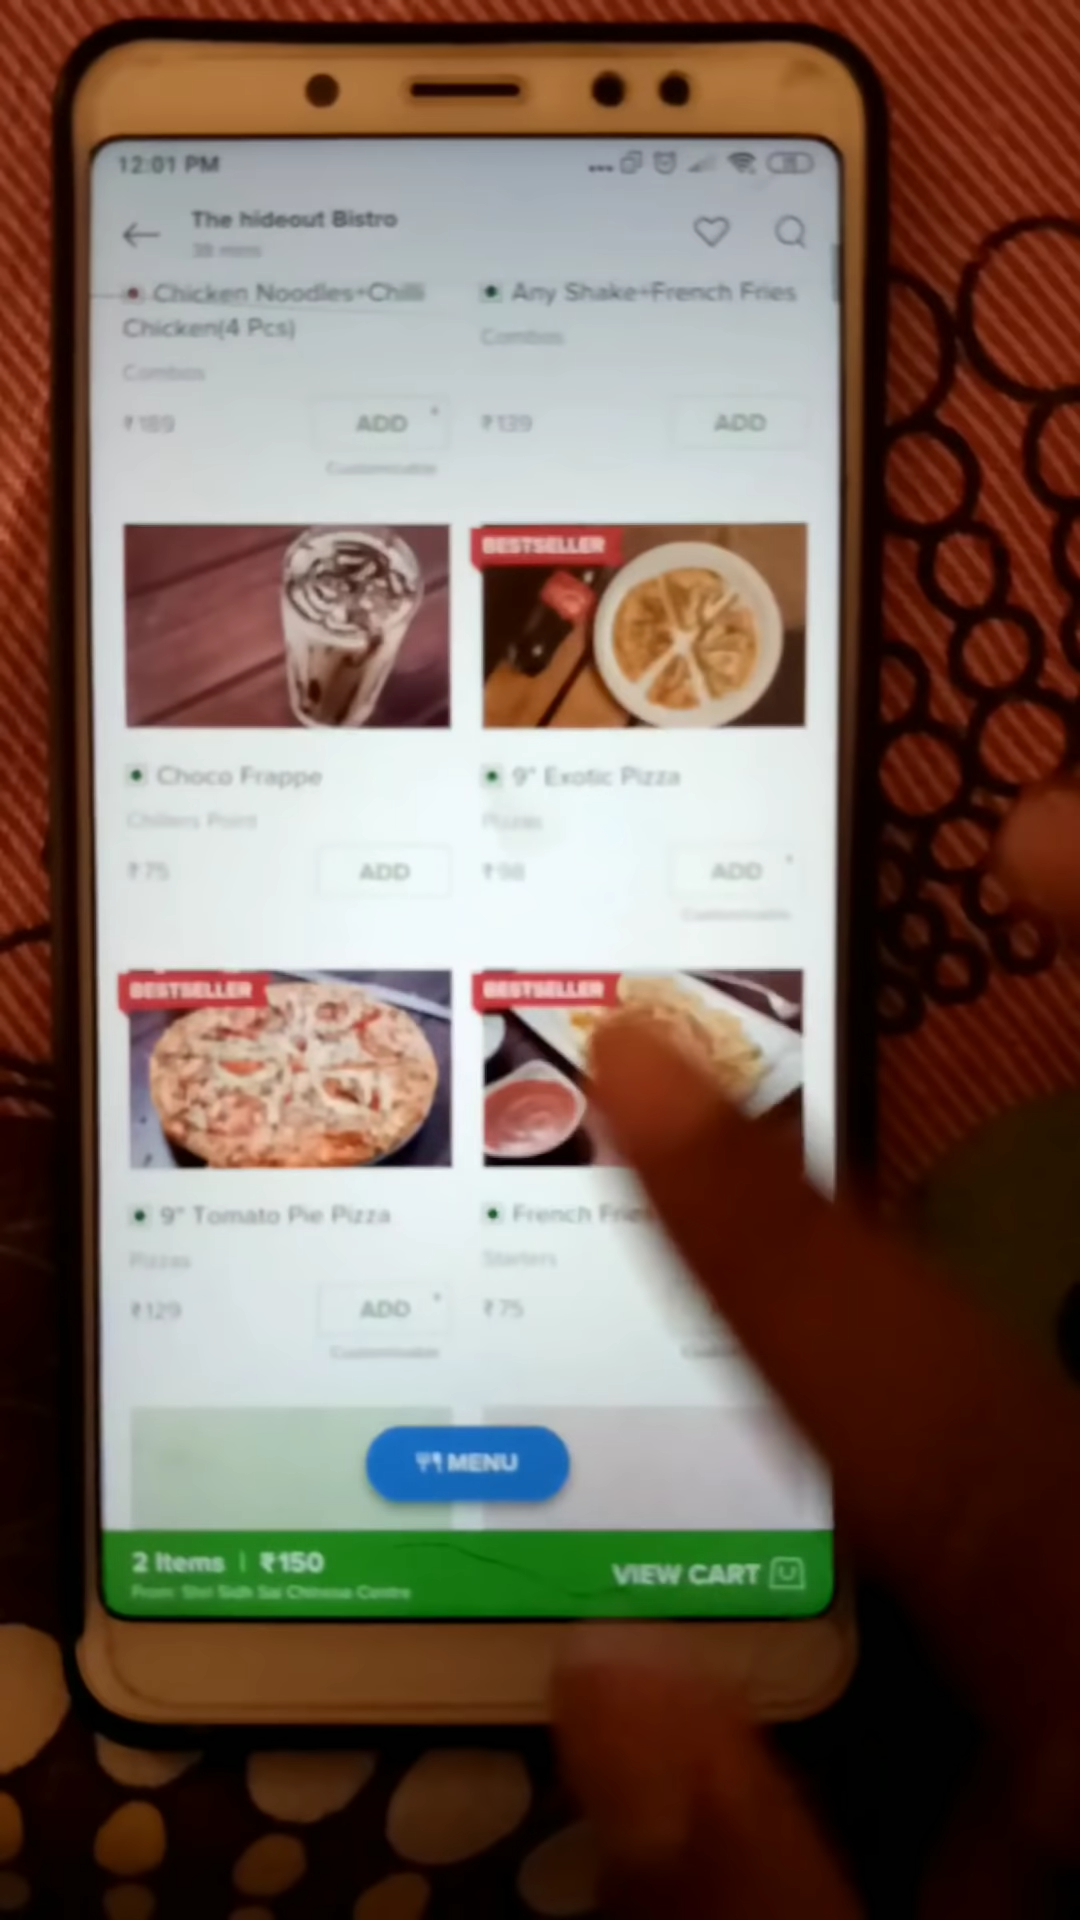 12:01 PM
The hideout Bistro
38 mins
Chicken Noodles+Chilli
Chicken(4 Pcs)
Combos
₹189
ADD
Customisable
Any Shake+French Fries
Combos
₹139
ADD
BESTSELLER
Choco Frappe
Chillers Point
₹75
ADD
9" Exotic Pizza
Pizzas
₹98
ADD
Customisable
BESTSELLER
BESTSELLER
9" Tomato Pie Pizza
Pizzas
₹129
ADD
Customisable
French Fries
Starters
₹75
MENU
2 Items | ₹150
From: Shri Sidh Sai Chinese Centre
VIEW CART